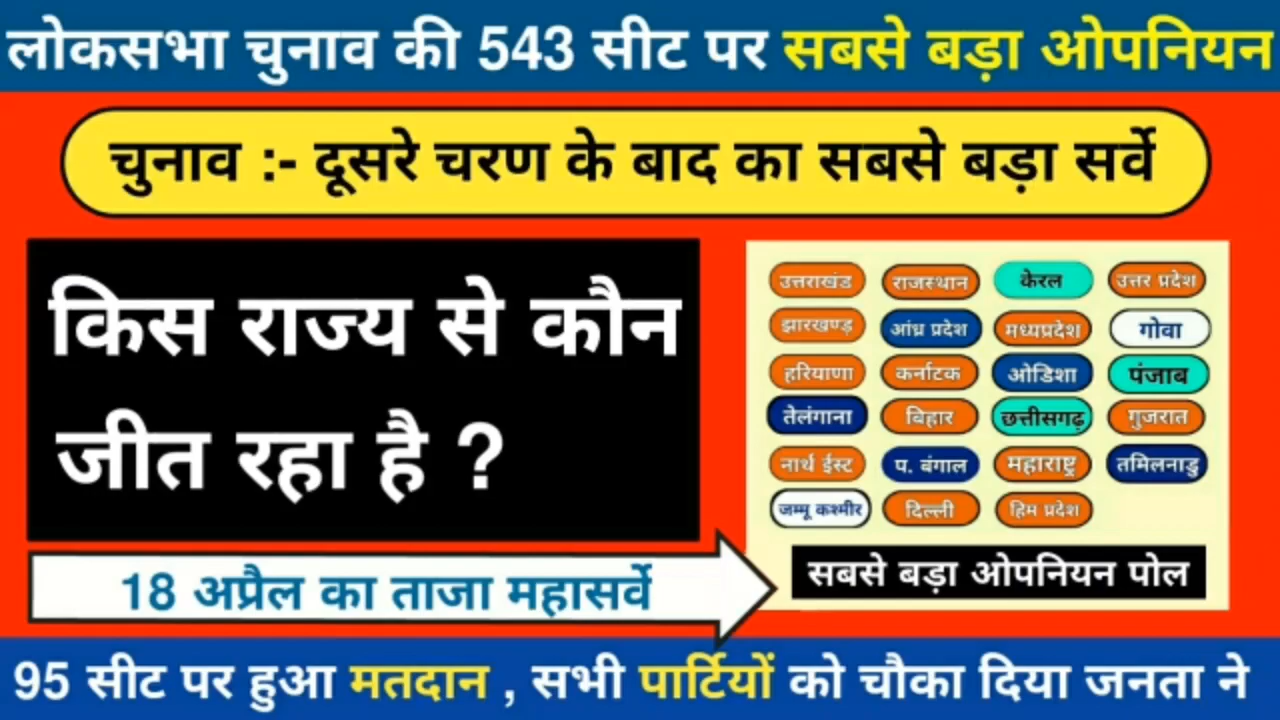 लोकसभा चुनाव की 543 सीट पर सबसे बड़ा ओपनियन
चुनाव :- दूसरे चरण के बाद का सबसे बड़ा सर्वे
किस राज्य से कौन
जीत रहा है ?
उत्तराखंड राजस्थान केरल उत्तर प्रदेश
झारखण्ड़ आंध्र प्रदेश मध्यप्रदेश गोवा
हरियाणा कर्नाटक ओडिशा पंजाब
तेलंगाना बिहार छत्तीसगढ़ गुजरात
नार्थ ईस्ट प. बंगाल महाराष्ट्र तमिलनाडु
जम्मू कश्मीर दिल्ली हिम प्रदेश
सबसे बड़ा ओपनियन पोल
18 अप्रैल का ताजा महासर्वे
95 सीट पर हुआ मतदान , सभी पार्टियों को चौका दिया जनता ने